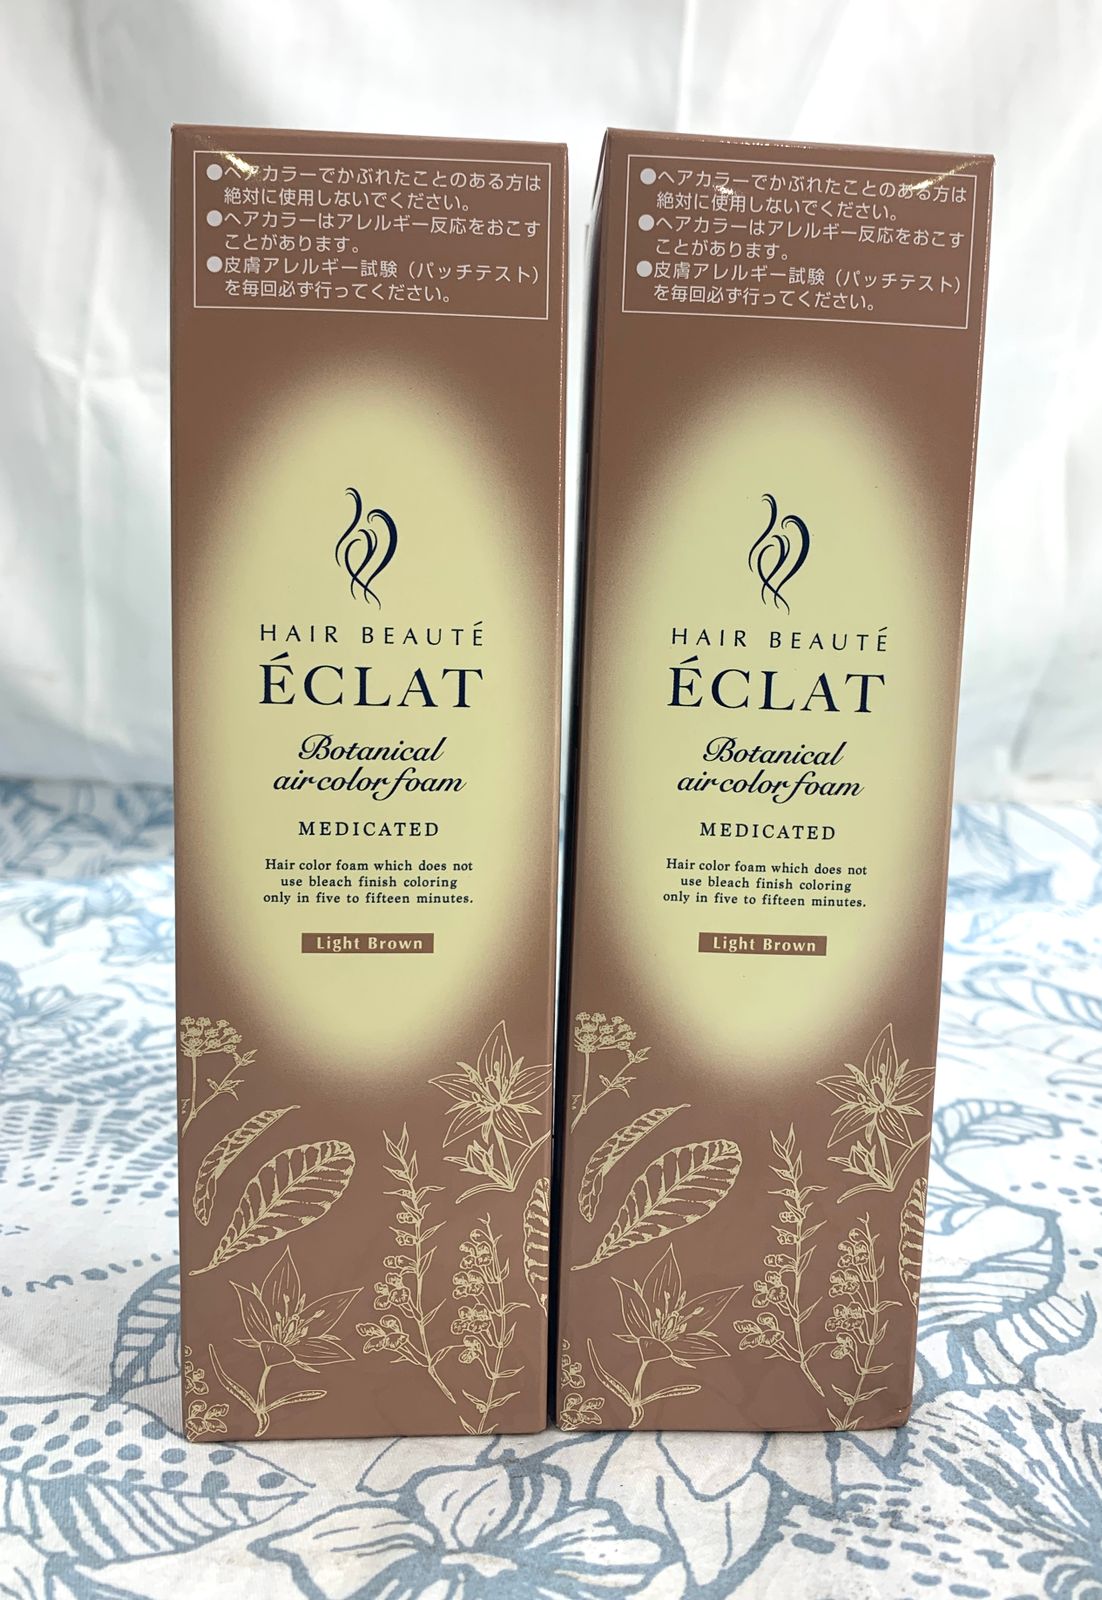 ●ヘアカラーでかぶれたことのある方は
絶対に使用しないでください。
●ヘアカラーはアレルギー反応をおこす
ことがあります。
●皮膚アレルギー試験（パッチテスト）
を毎回必ず行ってください。
HAIR BEAUTÉ
ÉCLAT
Botanical
air color foam
MEDICATED
Hair color foam which does not
use bleach finish coloring
only in five to fifteen minutes.
Light Brown
●ヘアカラーでかぶれたことのある方は
絶対に使用しないでください。
●ヘアカラーはアレルギー反応をおこす
ことがあります。
●皮膚アレルギー試験（パッチテスト）
を毎回必ず行ってください。
HAIR BEAUTÉ
ÉCLAT
Botanical
air color foam
MEDICATED
Hair color foam which does not
use bleach finish coloring
only in five to fifteen minutes.
Light Brown